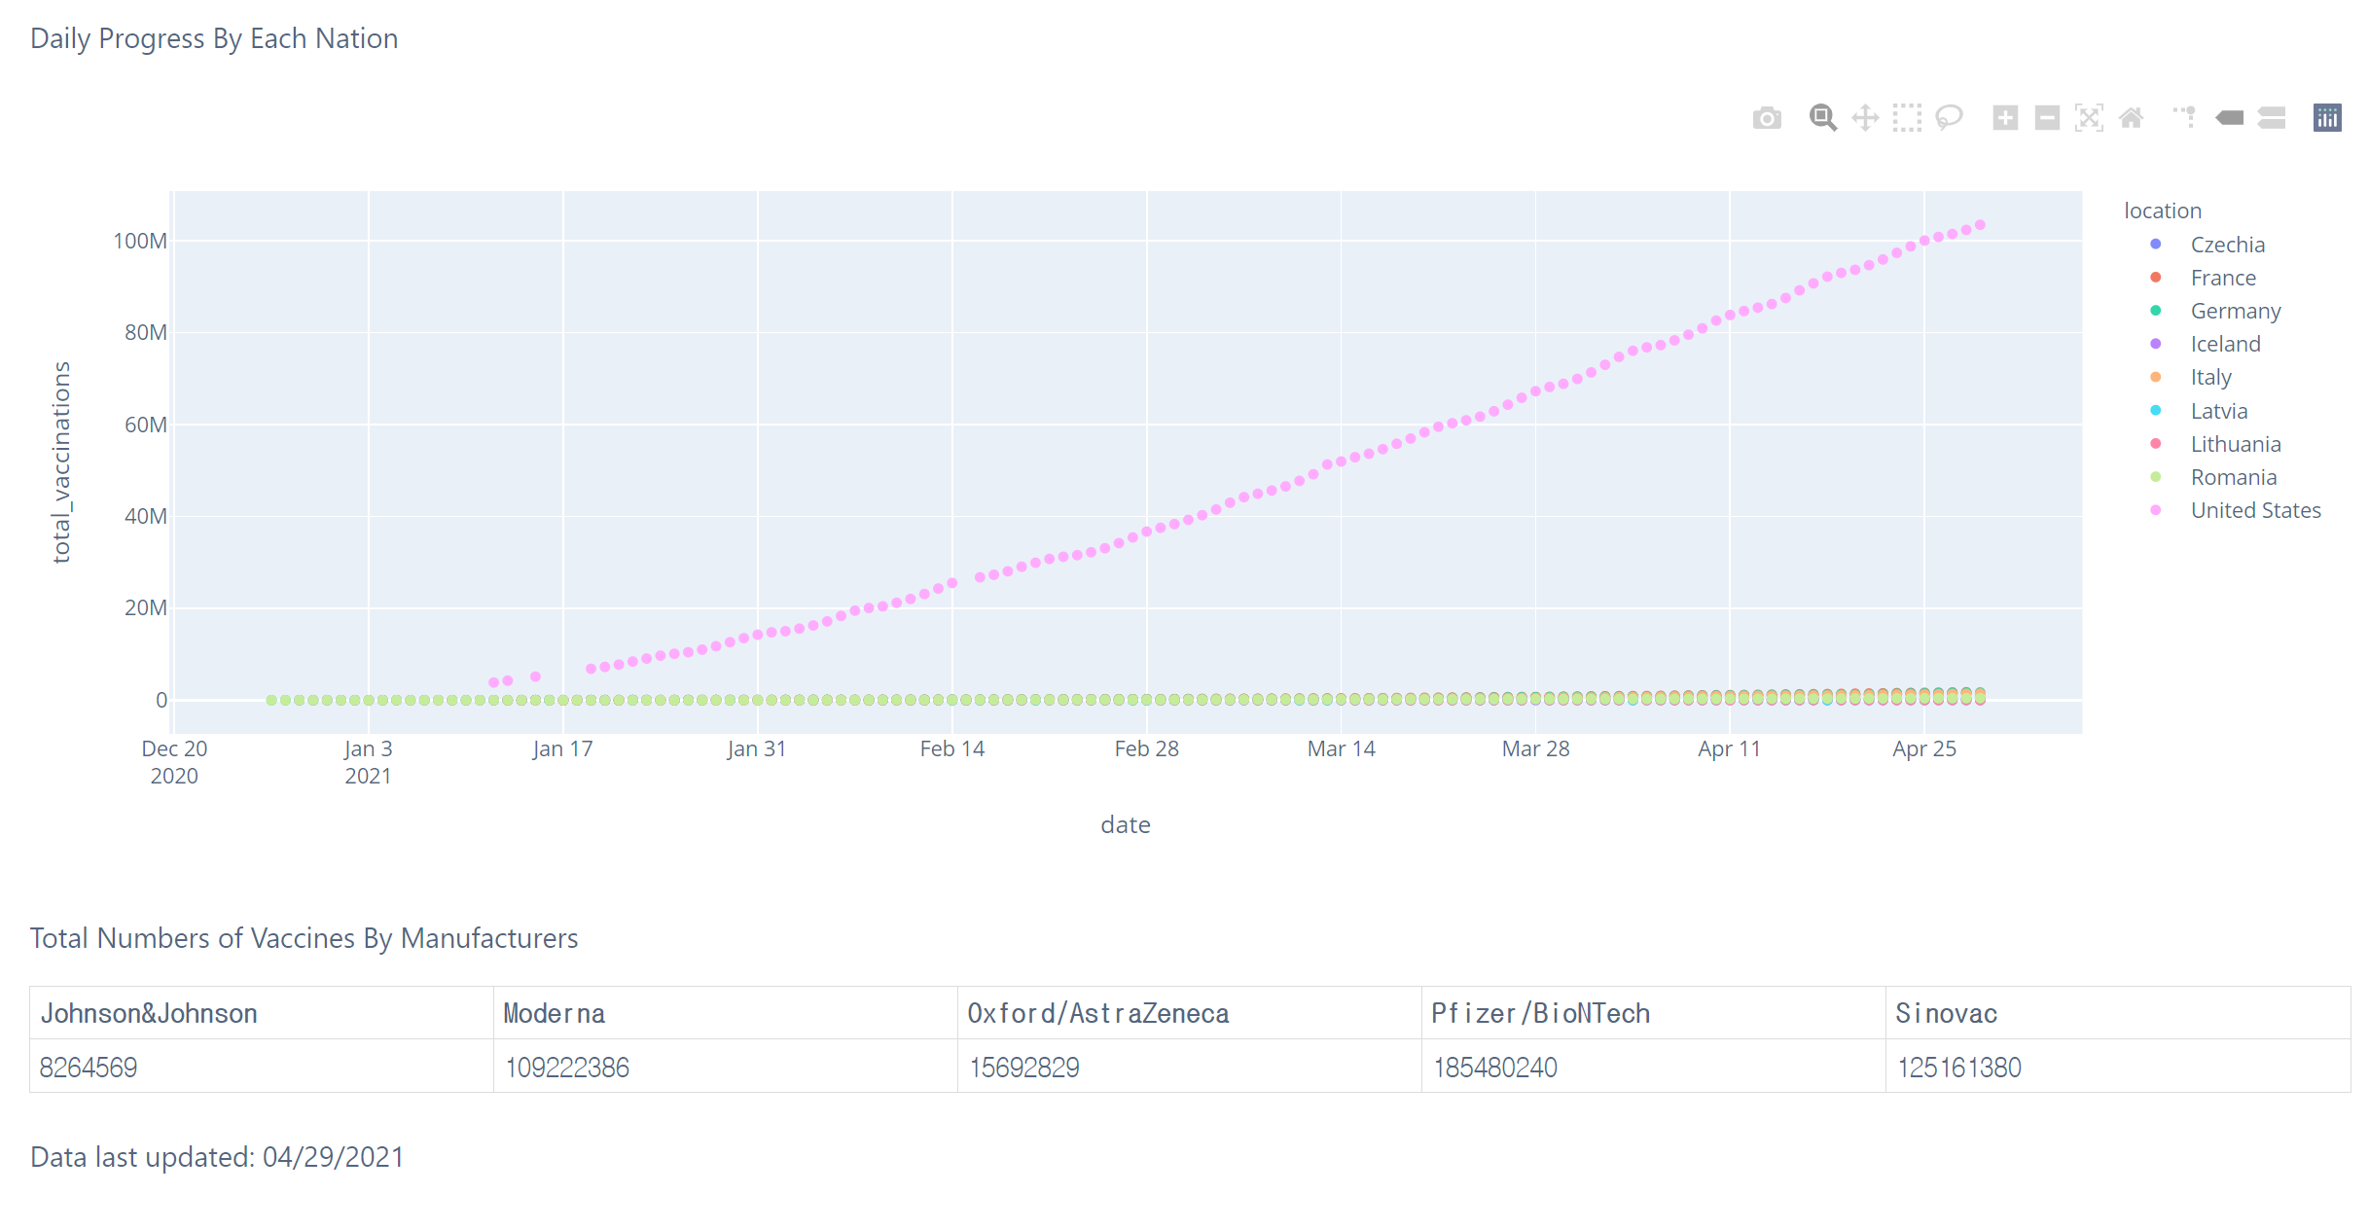 Daily Progress By Each Nation
location
Czechia
France
Germany
Iceland
Italy
Latvia
Lithuania
Romania
United States
total_vaccinations
100M
80M
60M
40M
20M
0
Dec 20 Jan 3 Jan 17 Jan 31 Feb 14 Feb 28 Mar 14 Mar 28 Apr 11 Apr 25
2020 2021
date
Total Numbers of Vaccines By Manufacturers
Johnson&Johnson Moderna Oxford/AstraZeneca Pfizer/BioNTech Sinovac
8264569 109222386 15692829 185480240 125161380
Data last updated: 04/29/2021